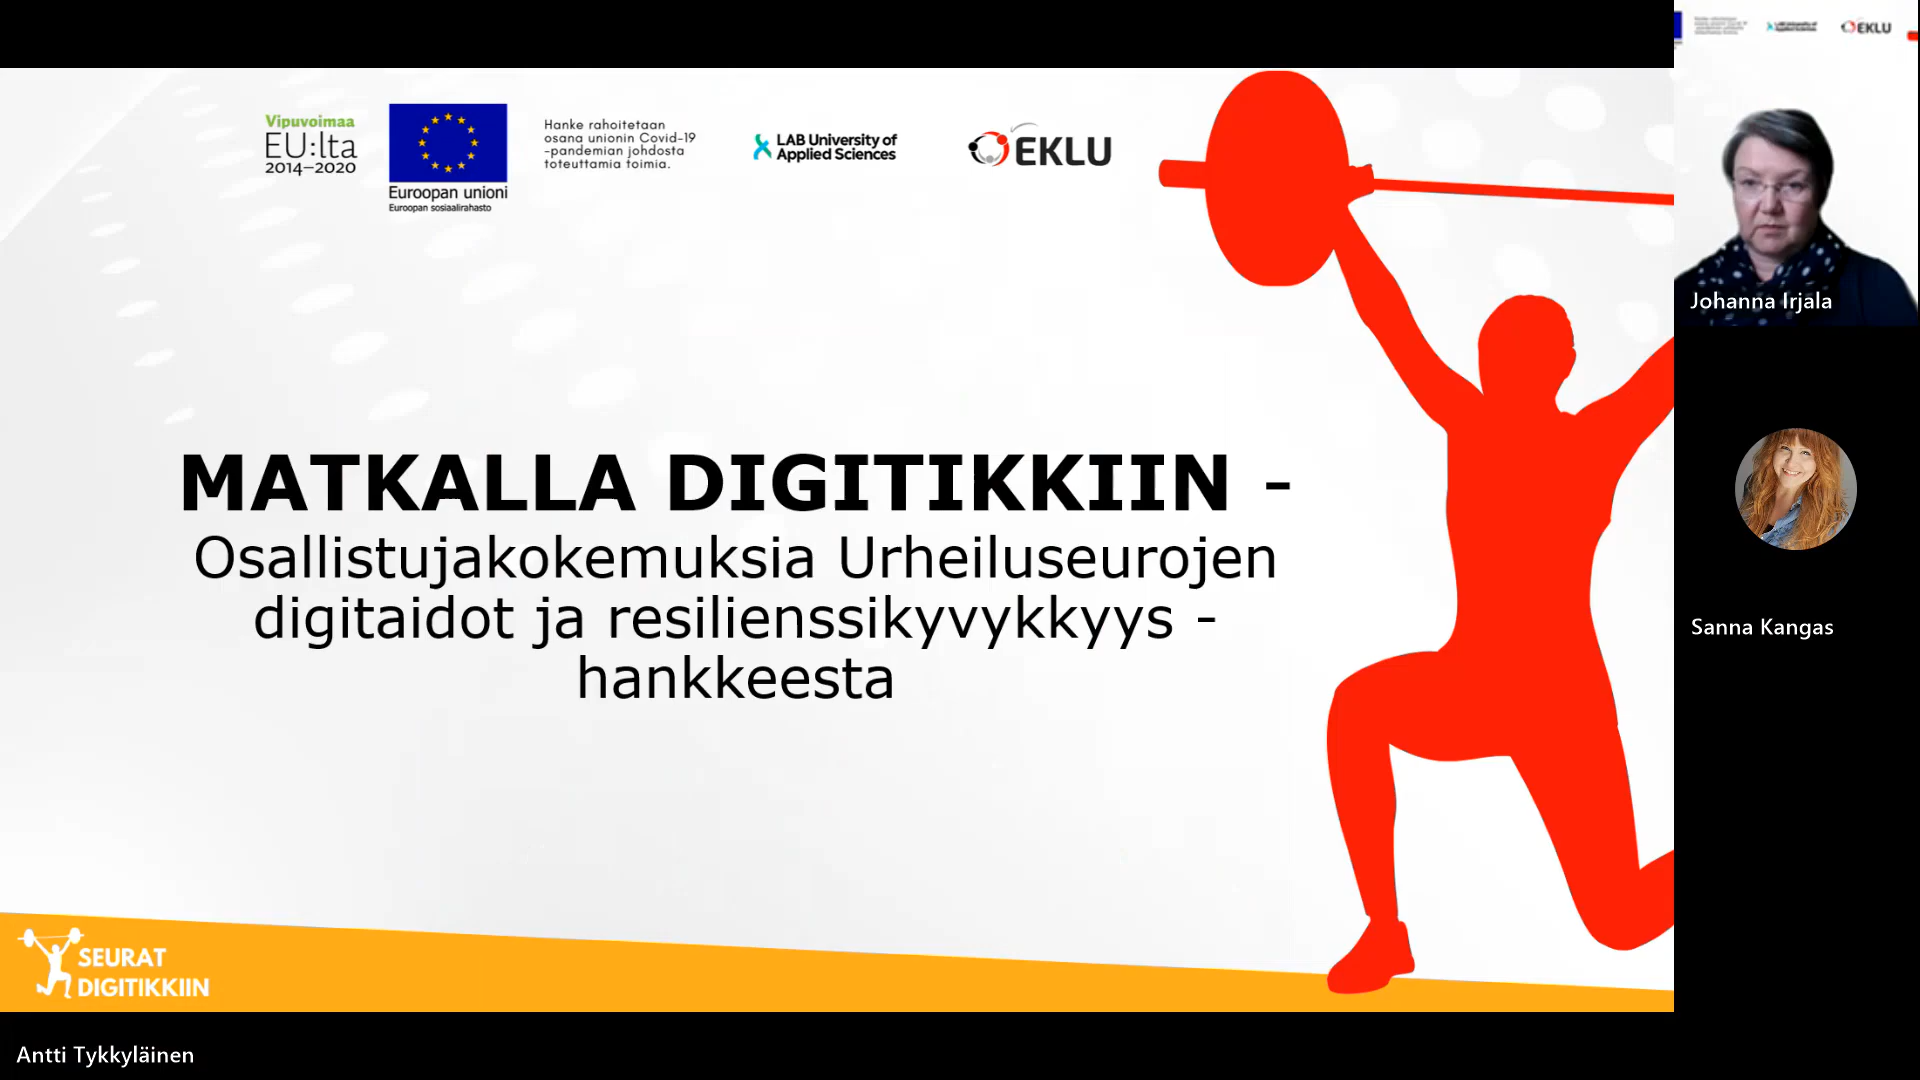 Vipuvoimaa
EU:lta
2014–2020
Euroopan unioni
Euroopan sosiaalirahasto
Hanke rahoitetaan
osana unionin Covid-19
-pandemian johdosta
toteuttamia toimia.
LAB University of
Applied Sciences
EKLU
MATKALLA DIGITIKKIIN -
Osallistujakokemuksia Urheiluseurojen
digitaidot ja resilienssikyvykkyys -
hankkeesta
SEURAT
DIGITIKKIIN
Antti Tykkyläinen
EKLU
Johanna Irjala
Sanna Kangas